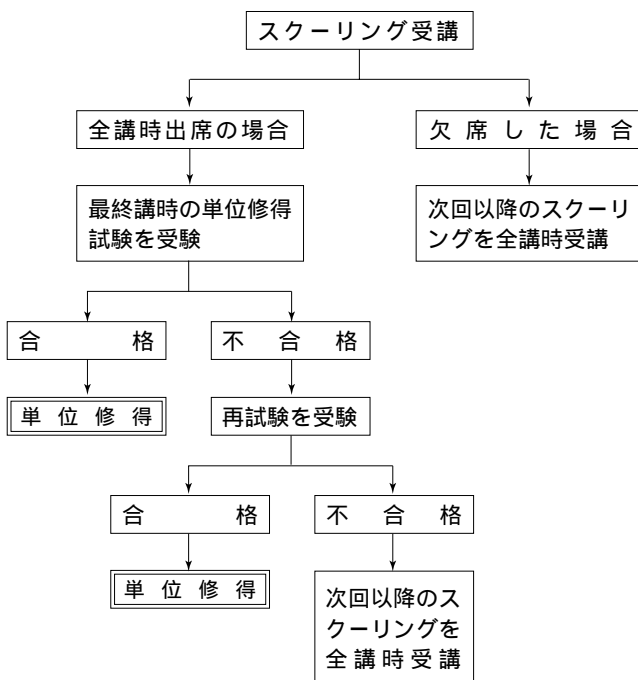 スクーリング受講
全講時出席の場合
欠席した場合
最終講時の単位修得
試験を受験
次回以降のスクーリ
ングを全講時受講
合格
不合格
単位修得
再試験を受験
合格
不合格
単位修得
次回以降のス
クーリングを
全講時受講